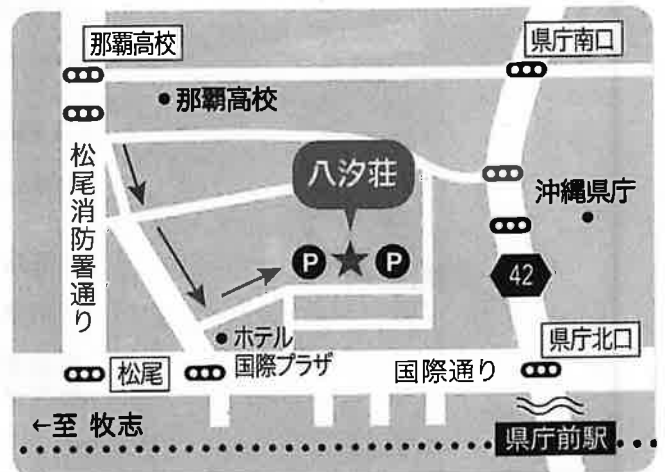 那覇高校
県庁南口
那覇高校
松尾消防署通り
八汐荘
沖縄県庁
P
P
42
ホテル
国際プラザ
県庁北口
松尾
国際通り
←至 牧志
県庁前駅